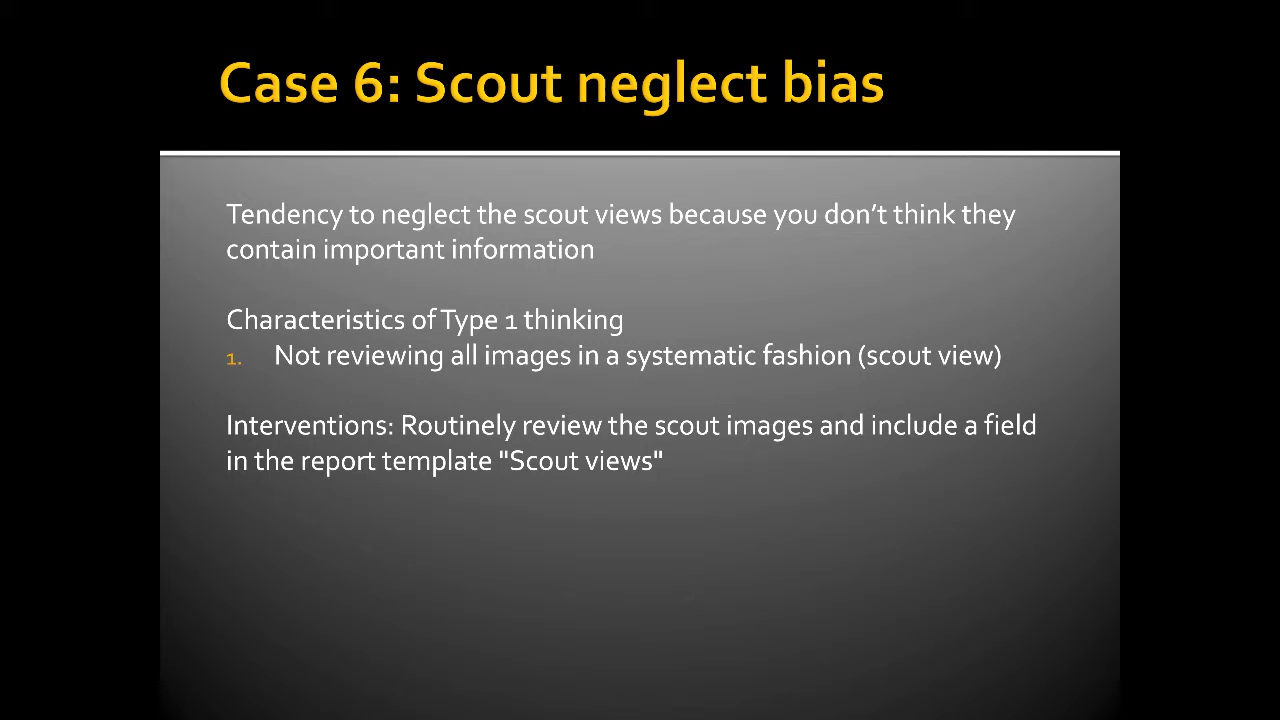 Case 6: Scout neglect bias
Tendency to neglect the scout views because you don’t think they
contain important information
Characteristics of Type 1 thinking
1. Not reviewing all images in a systematic fashion (scout view)
Interventions: Routinely review the scout images and include a field
in the report template "Scout views"